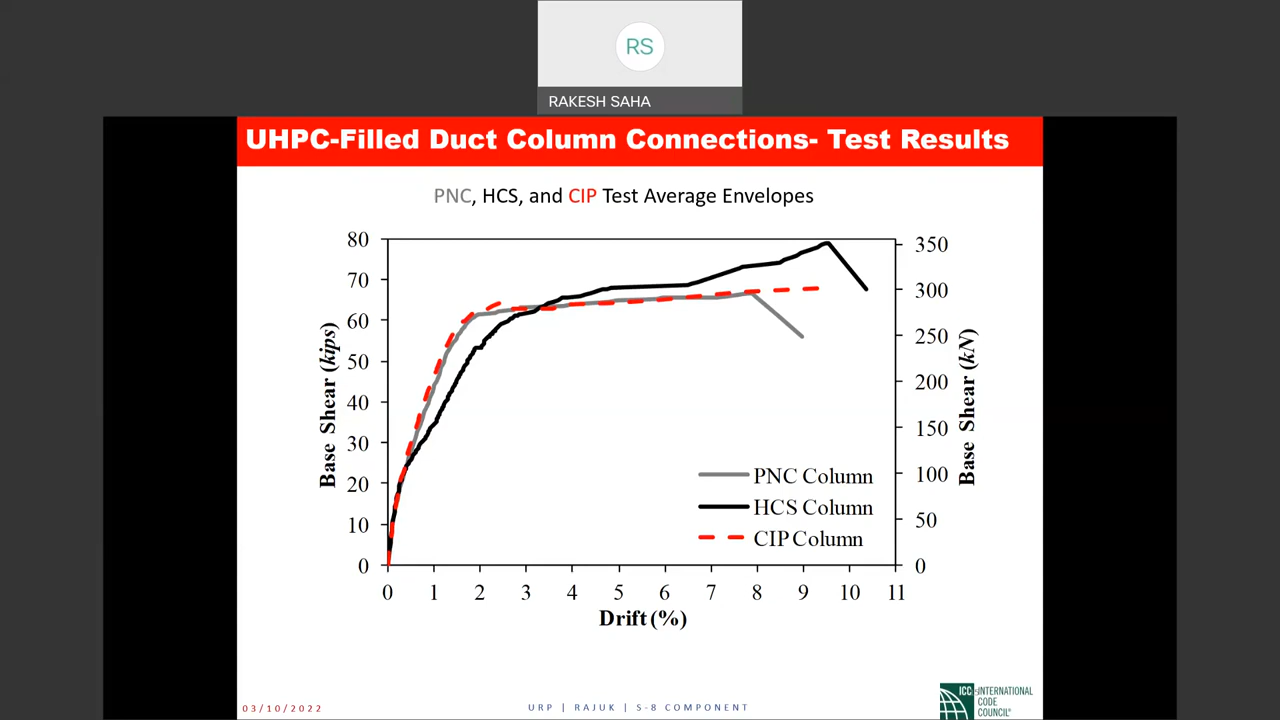 RS
RAKESH SAHA
UHPC-Filled Duct Column Connections- Test Results
PNC, HCS, and CIP Test Average Envelopes
80
70
60
50
40
30
20
10
0
Base Shear (kips)
350
300
250
200
150
100
50
0
Base Shear (kN)
PNC Column
HCS Column
CIP Column
0 1 2 3 4 5 6 7 8 9 10 11
Drift (%)
03/10/2022
URP | RAJUK | S-8 COMPONENT
ICC
INTERNATIONAL
CODE
COUNCIL®